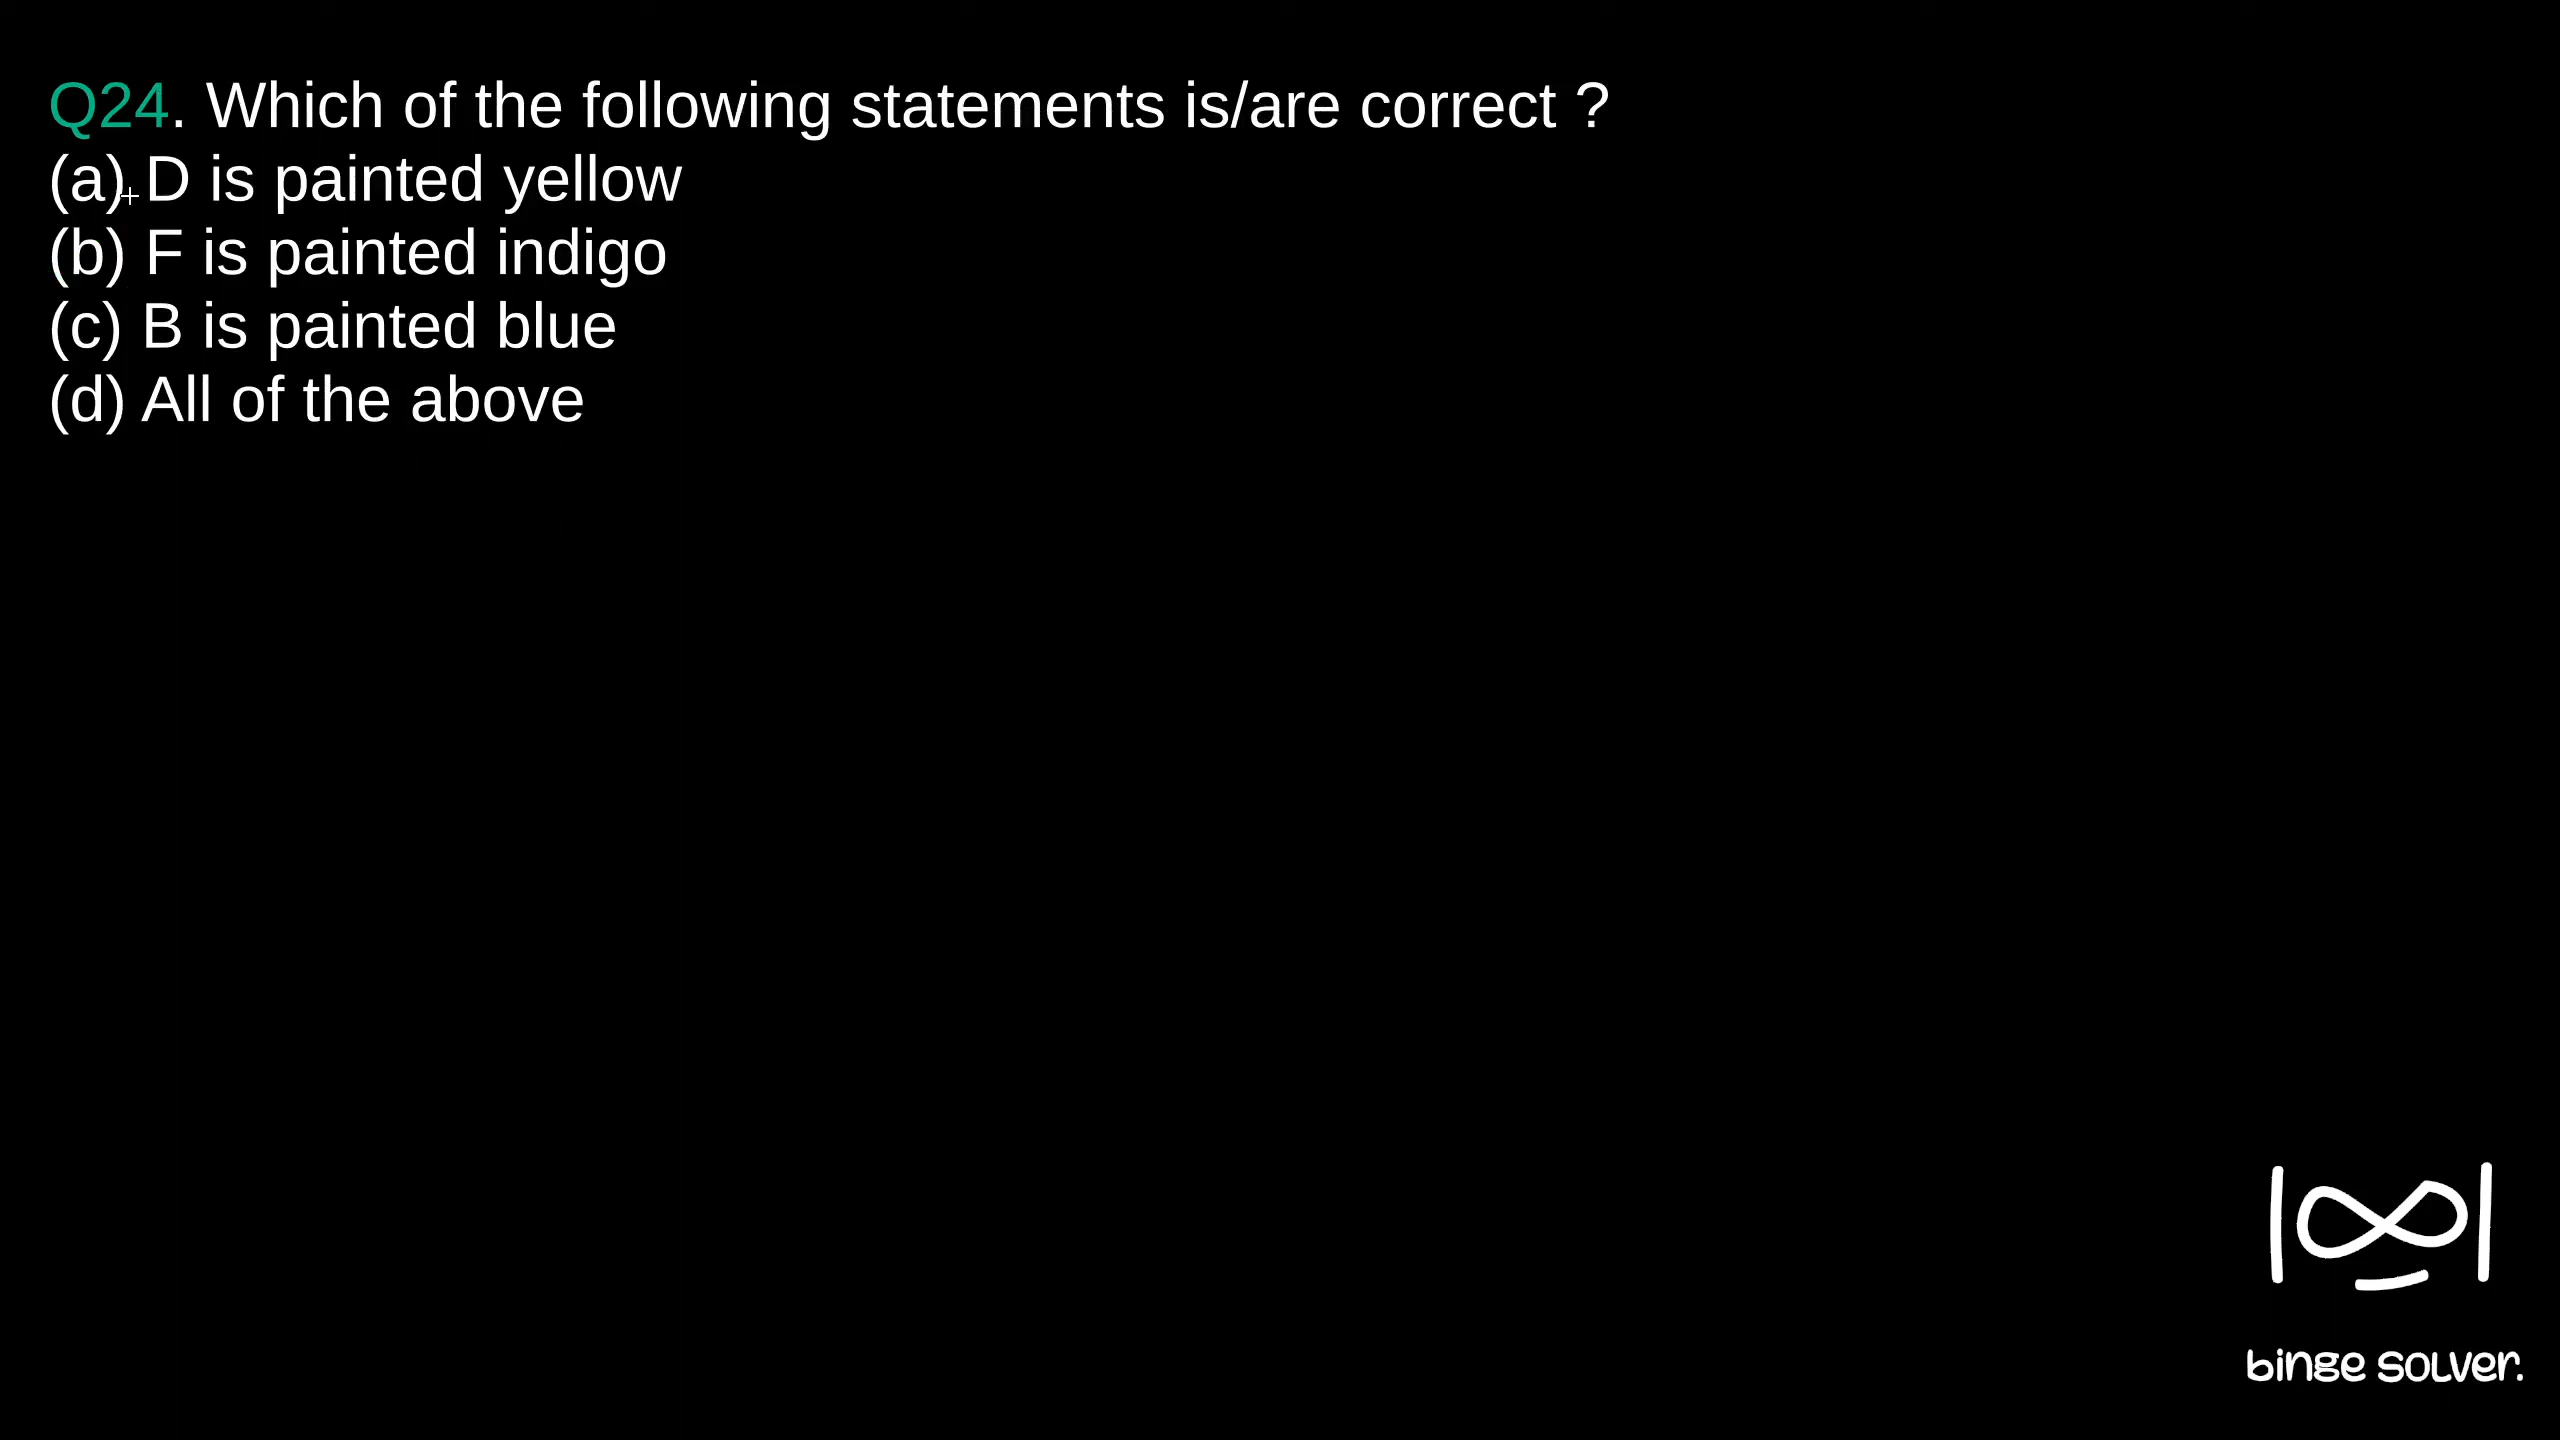 Q24. Which of the following statements is/are correct ?
(a) D is painted yellow
(b) F is painted indigo
(c) B is painted blue
(d) All of the above
binge solver.